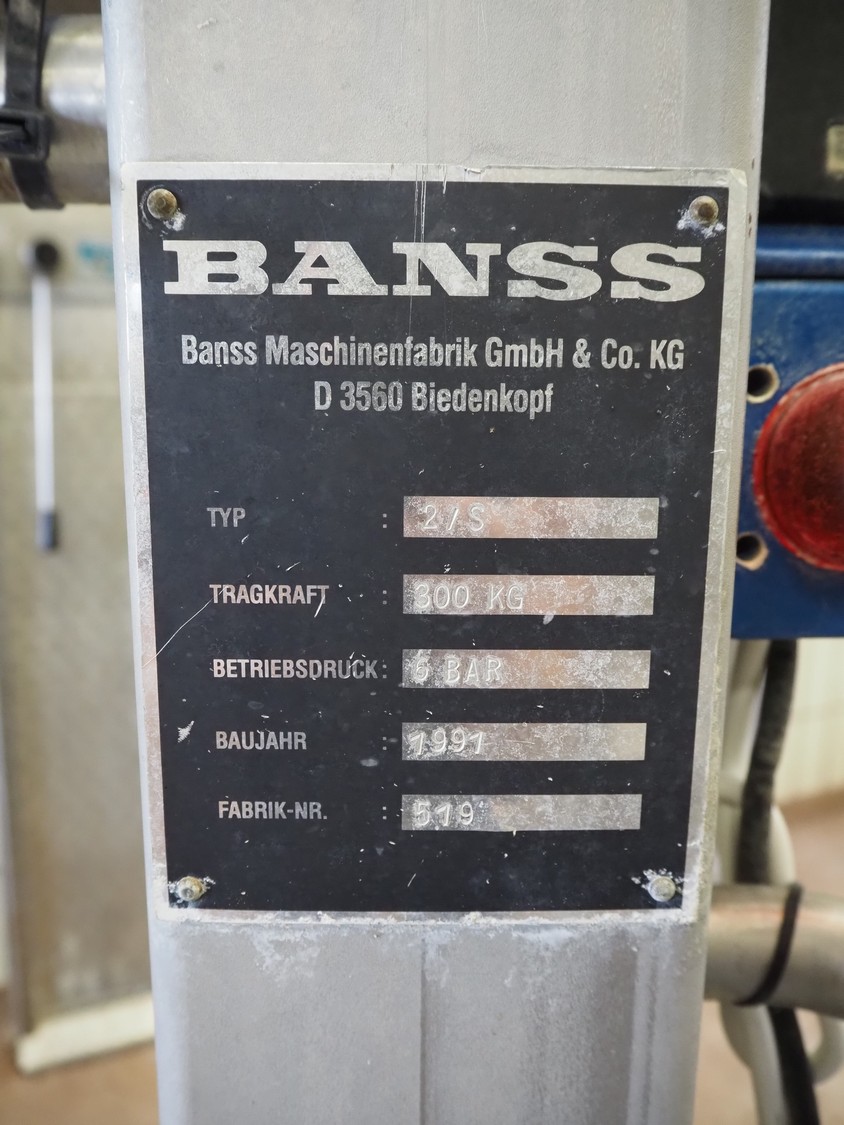 BANSS
Banss Maschinenfabrik GmbH & Co. KG
D 3560 Biedenkopf
TYP : 2/S
TRAGKRAFT : 300 KG
BETRIEBSDRUCK: 6 BAR
BAUJAHR : 1991
FABRIK-NR. : 519